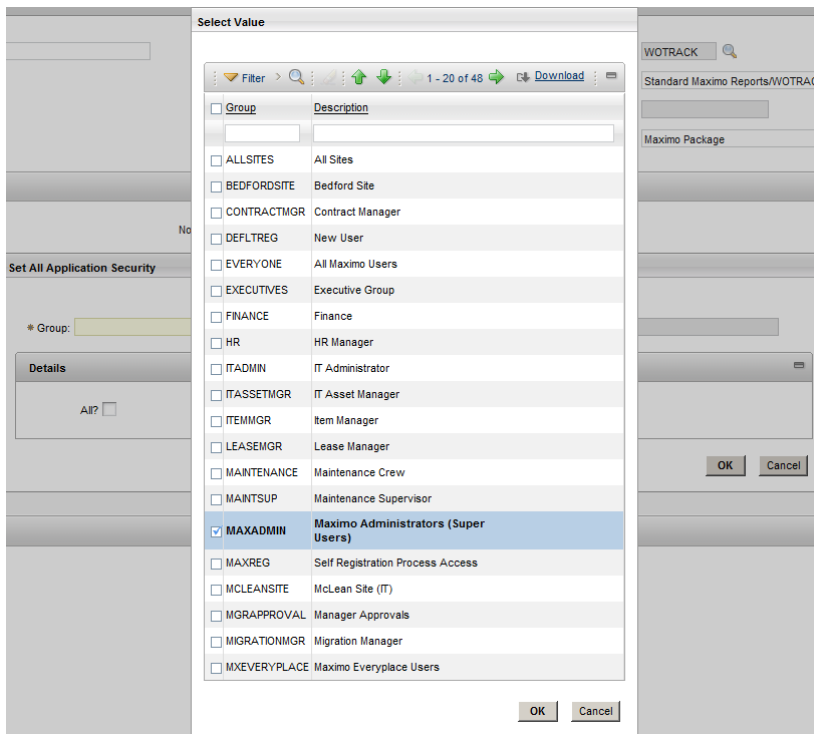 Select Value
WOTRACK
Filter > 1 - 20 of 48 Download
Standard Maximo Reports/WOTRAC
Group Description
Maximo Package
ALLSITES All Sites
BEDFORDSITE Bedford Site
CONTRACTMGR Contract Manager
No
DEFLTREG New User
EVERYONE All Maximo Users
Set All Application Security
EXECUTIVES Executive Group
FINANCE Finance
* Group:
HR HR Manager
ITADMIN IT Administrator
Details
ITASSETMGR IT Asset Manager
All?
ITEMMGR Item Manager
LEASEMGR Lease Manager
OK Cancel
MAINTENANCE Maintenance Crew
MAINTSUP Maintenance Supervisor
MAXADMIN Maximo Administrators (Super
Users)
MAXREG Self Registration Process Access
MCLEANSITE McLean Site (IT)
MGRAPPROVAL Manager Approvals
MIGRATIONMGR Migration Manager
MXEVERYPLACE Maximo Everyplace Users
OK Cancel